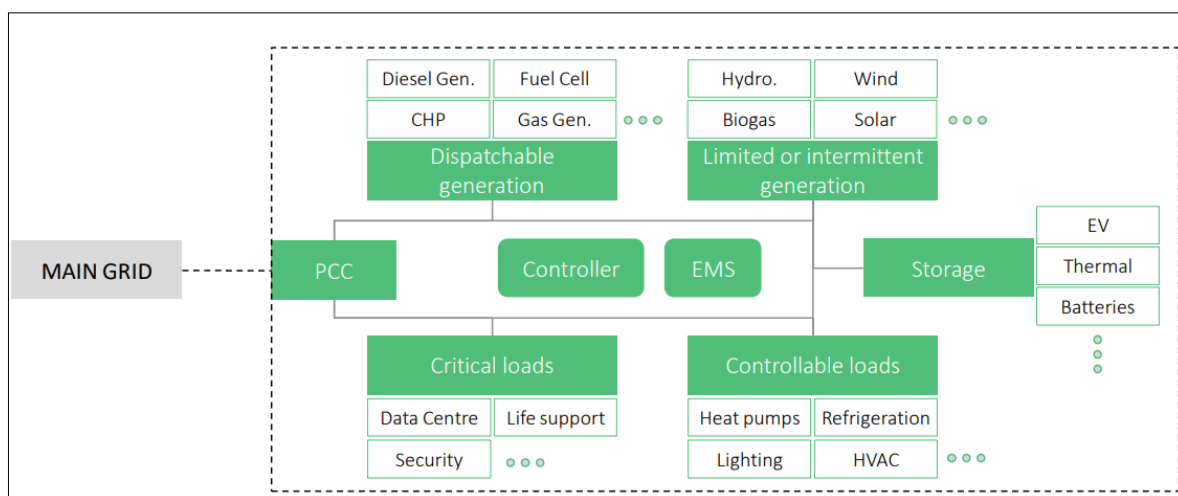 Diesel Gen.
Fuel Cell
Hydro.
Wind
CHP
Gas Gen.
Biogas
Solar
Dispatchable
generation
Limited or intermittent
generation
MAIN GRID
PCC
Controller
EMS
Storage
EV
Thermal
Batteries
Critical loads
Controllable loads
Data Centre
Life support
Heat pumps
Refrigeration
Security
Lighting
HVAC